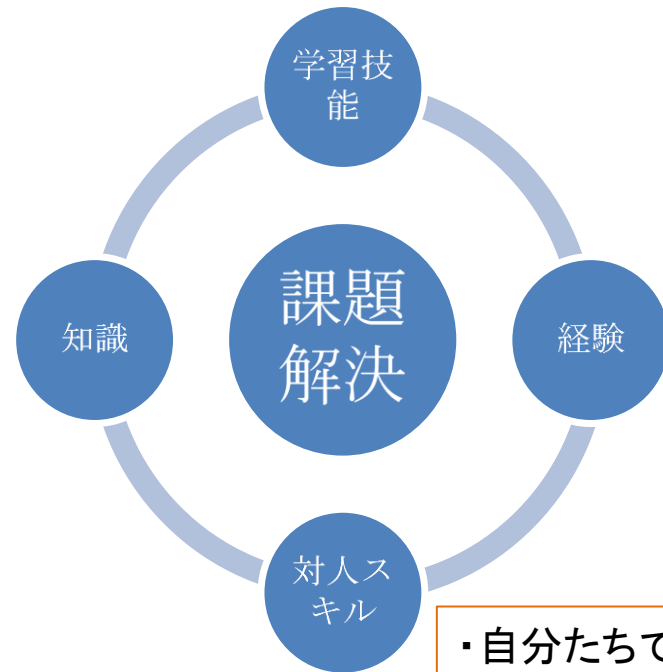 学習技
能
知識
課題
解決
経験
対人ス
キル
・自分たちで